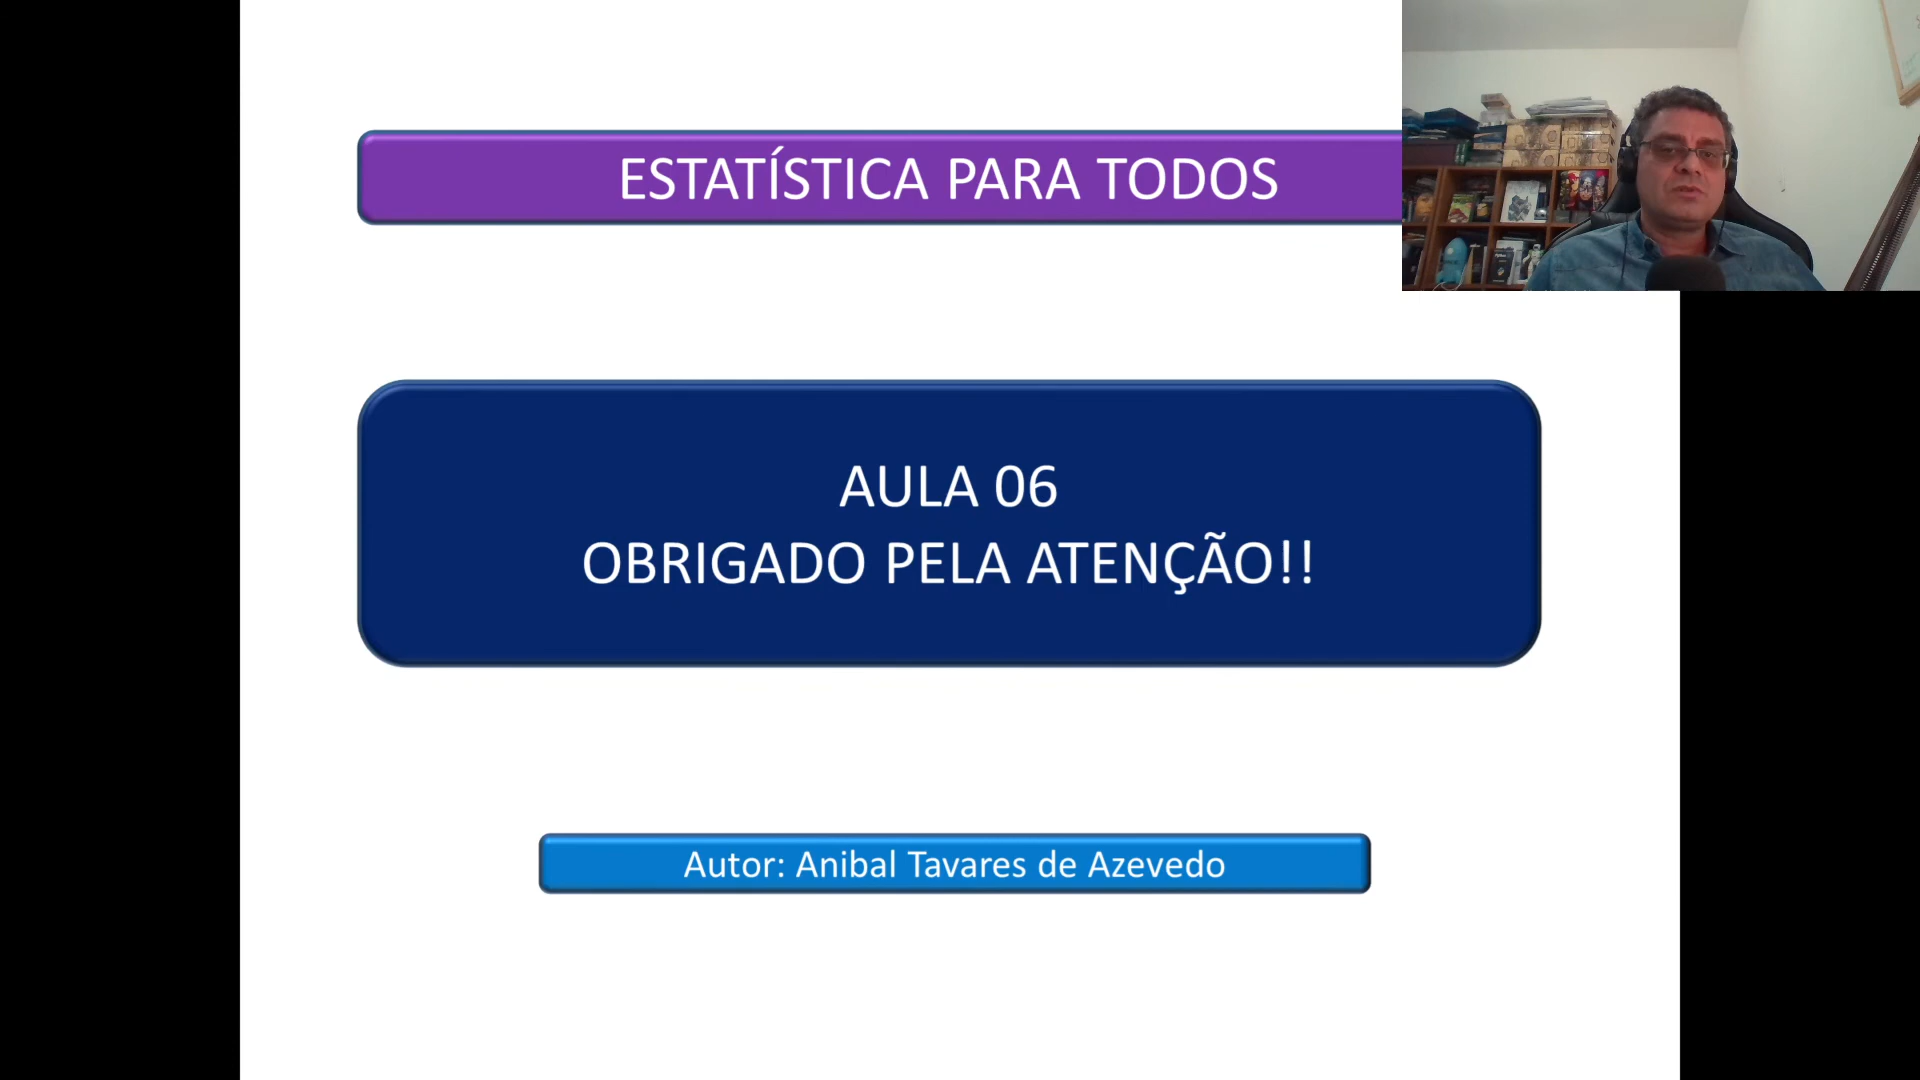 ESTATÍSTICA PARA TODOS
AULA 06
OBRIGADO PELA ATENÇÃO!!
Autor: Anibal Tavares de Azevedo